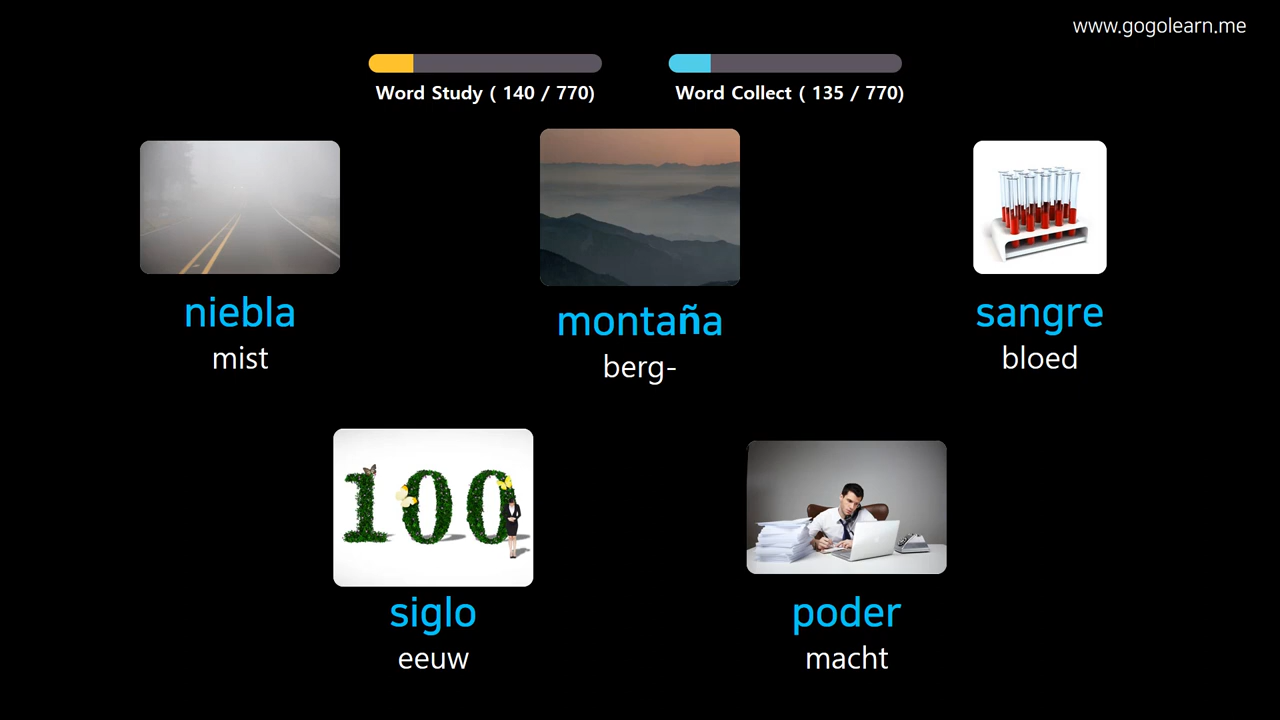 www.gogolearn.me
Word Study ( 140 / 770)
Word Collect ( 135 / 770)
niebla
mist
montaña
berg-
sangre
bloed
100
siglo
eeuw
poder
macht